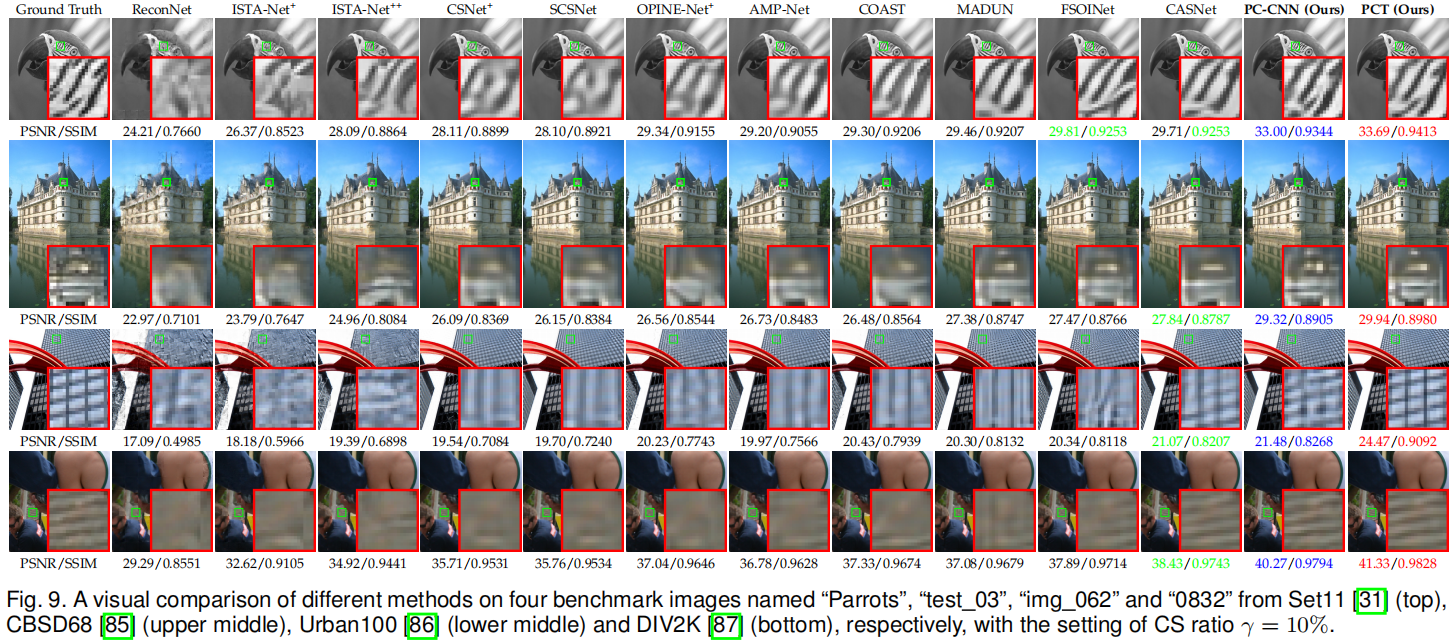 Ground Truth ReconNet ISTA-Net⁺ ISTA-Net⁺⁺ CSNet⁺ SCSNet OPINE-Net⁺ AMP-Net COAST MADUN FSOINet CASNet PC-CNN (Ours) PCT (Ours)
PSNR/SSIM 24.21/0.7660 26.37/0.8523 28.09/0.8864 28.11/0.8899 28.10/0.8921 29.34/0.9155 29.20/0.9055 29.30/0.9206 29.46/0.9207 29.81/0.9253 29.71/0.9253 33.00/0.9344 33.69/0.9413
PSNR/SSIM 22.97/0.7101 23.79/0.7647 24.96/0.8084 26.09/0.8369 26.15/0.8384 26.56/0.8544 26.73/0.8483 26.48/0.8564 27.38/0.8747 27.47/0.8766 27.84/0.8787 29.32/0.8905 29.94/0.8980
PSNR/SSIM 17.09/0.4985 18.18/0.5966 19.39/0.6898 19.54/0.7084 19.70/0.7240 20.23/0.7743 19.97/0.7566 20.43/0.7939 20.30/0.8132 20.34/0.8118 21.07/0.8207 21.48/0.8268 24.47/0.9092
PSNR/SSIM 29.29/0.8551 32.62/0.9105 34.92/0.9441 35.71/0.9531 35.76/0.9534 37.04/0.9646 36.78/0.9628 37.33/0.9674 37.08/0.9679 37.89/0.9714 38.43/0.9743 40.27/0.9794 41.33/0.9828
Fig. 9. A visual comparison of different methods on four benchmark images named “Parrots”, “test_03”, “img_062” and “0832” from Set11 [31] (top),
CBSD68 [85] (upper middle), Urban100 [86] (lower middle) and DIV2K [87] (bottom), respectively, with the setting of CS ratio γ = 10%.